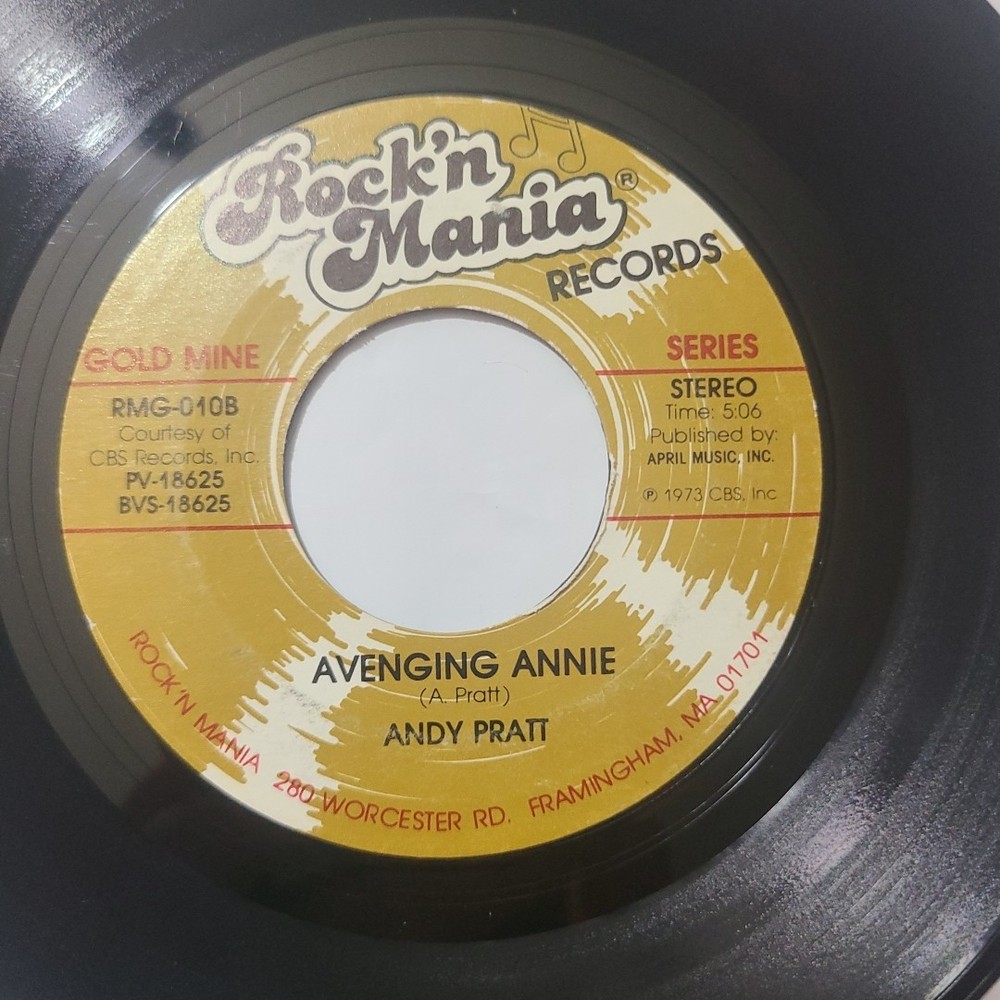 Rock'n
Mania®
RECORDS
GOLD MINE
SERIES
RMG-010B
Courtesy of
CBS Records, Inc.
PV-18625
BVS-18625
STEREO
Time: 5:06
Published by:
APRIL MUSIC, INC.
℗ 1973 CBS, Inc
AVENGING ANNIE
(A. Pratt)
ANDY PRATT
ROCK'N MANIA 280 WORCESTER RD. FRAMINGHAM, MA 01701